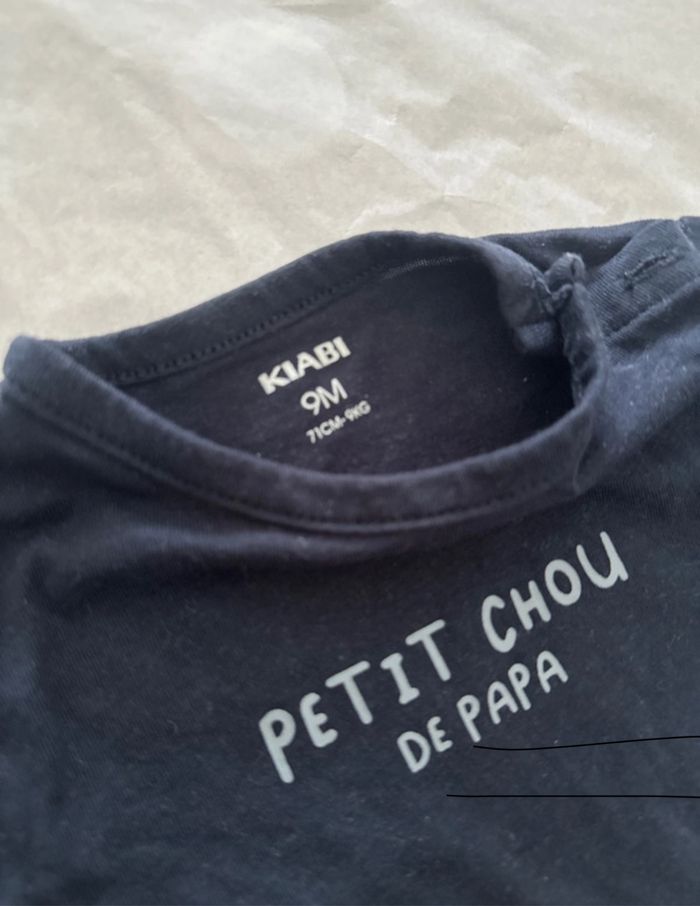 KIABI
9M
71CM-9KG
PETIT CHOU
DE PAPA